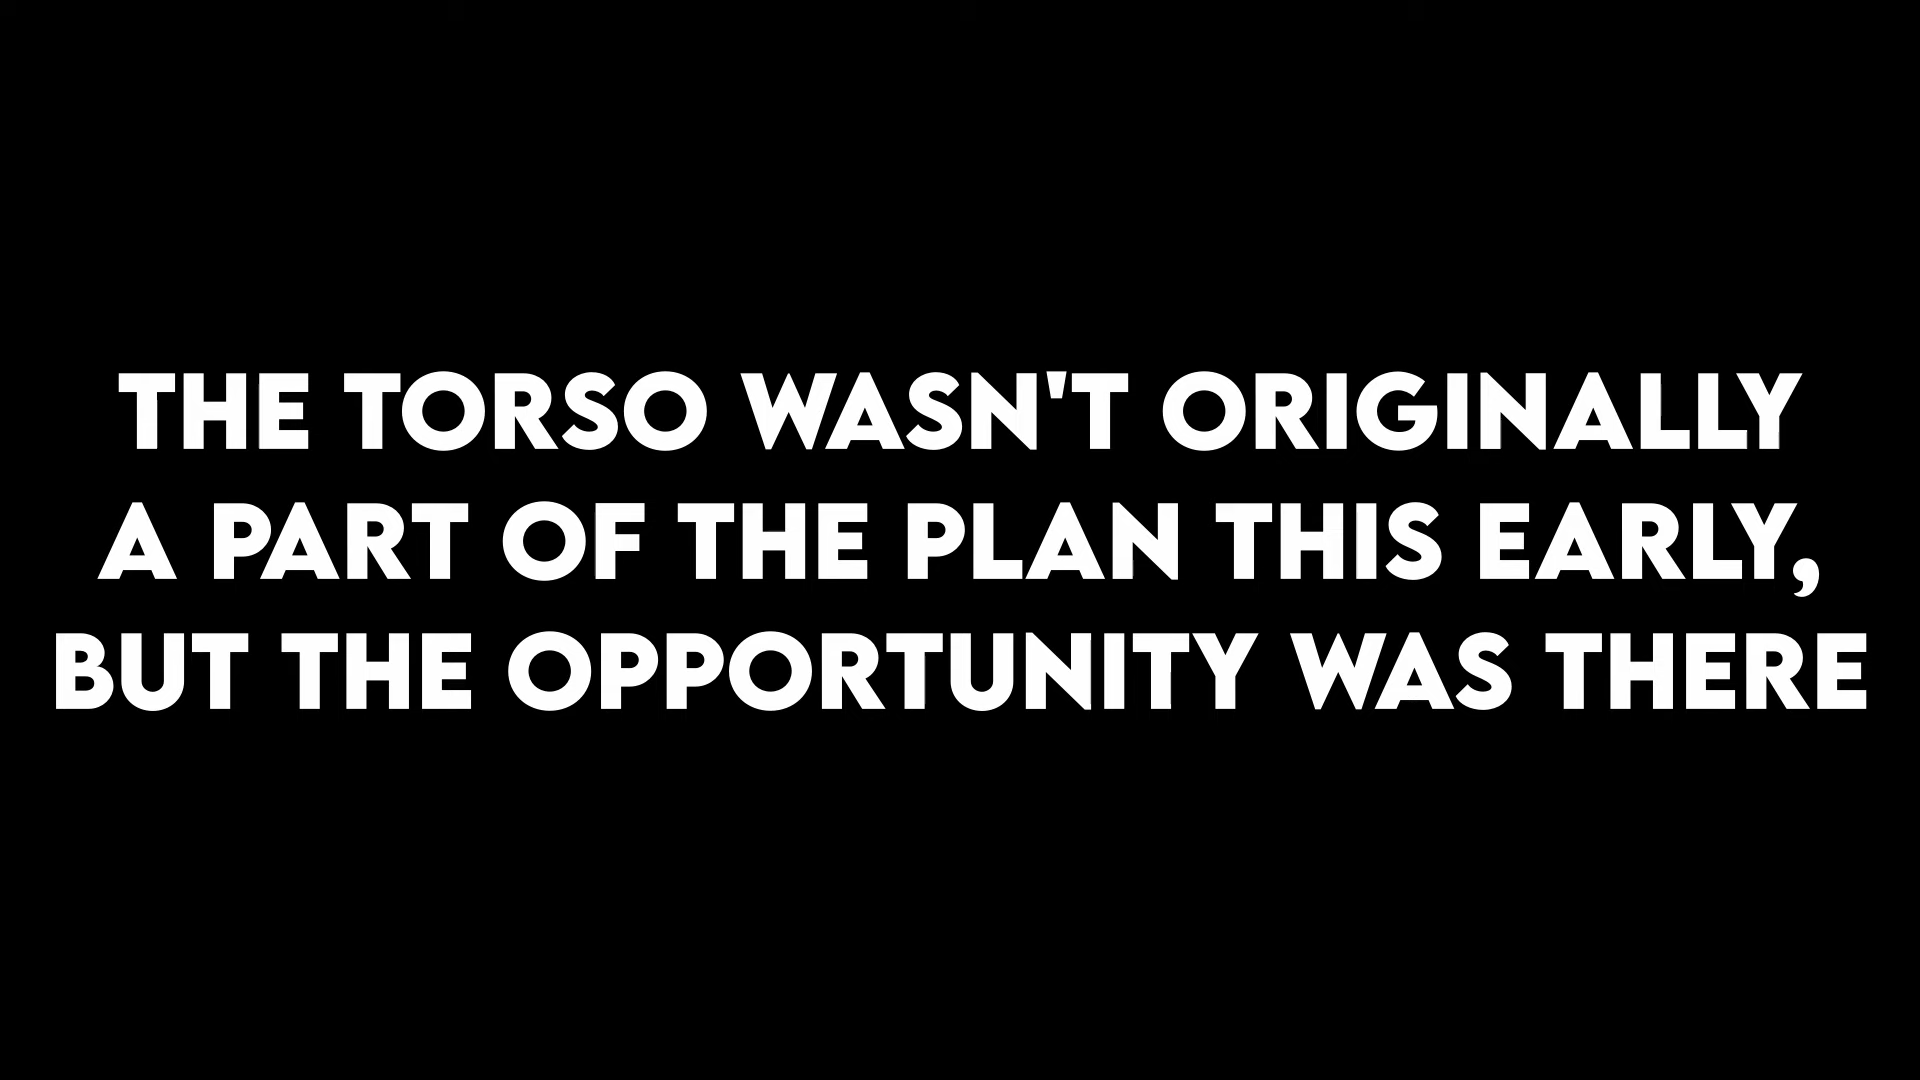 THE TORSO WASN'T ORIGINALLY
A PART OF THE PLAN THIS EARLY,
BUT THE OPPORTUNITY WAS THERE